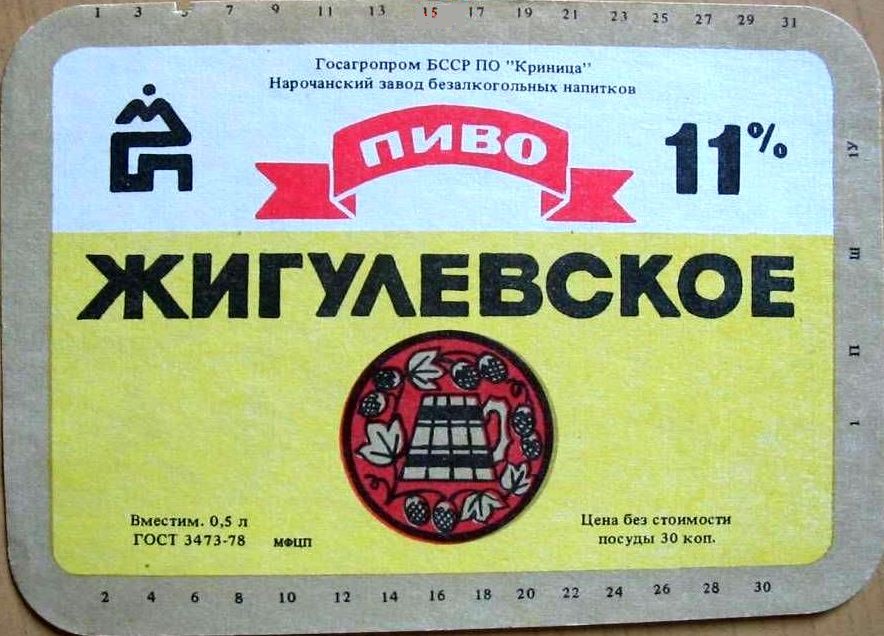 1 3 5 7 9 11 13 15 17 19 21 23 25 27 29 31
Госагропром БССР ПО "Криница"
Нарочанский завод безалкогольных напитков
ПИВО
11%
ЖИГУЛЕВСКОЕ
Вместим. 0,5 л
ГОСТ 3473-78
МФЦП
Цена без стоимости
посуды 30 коп.
1У
Ш
П
1
2 4 6 8 10 12 14 16 18 20 22 24 26 28 30